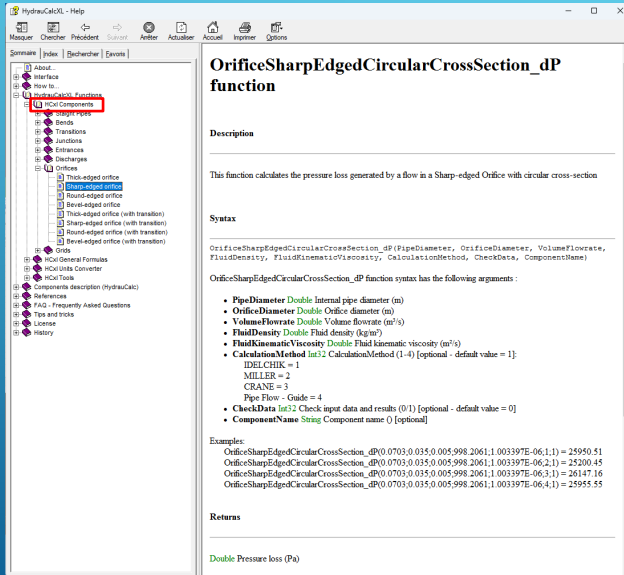 HydrauCalcXL - Help
Masquer Chercher Précédent Suivant Arrêter Actualiser Accueil Imprimer Options
Sommaire Index Rechercher Favoris
About...
Interface
How to...
HydrauCalcXL Functions
HCxl Components
Staight Pipes
Bends
Transitions
Junctions
Entrances
Discharges
Orifices
Thick-edged orifice
Sharp-edged orifice
Round-edged orifice
Bevel-edged orifice
Thick-edged orifice (with transition)
Sharp-edged orifice (with transition)
Round-edged orifice (with transition)
Bevel-edged orifice (with transition)
Grids
HCxl General Formulas
HCxl Units Converter
HCxl Tools
Components description (HydrauCalc)
References
FAQ - Frequently Asked Questions
Tips and tricks
License
History
OrificeSharpEdgedCircularCrossSection_dP
function
Description
This function calculates the pressure loss generated by a flow in a Sharp-edged Orifice with circular cross-section
Syntax
OrificeSharpEdgedCircularCrossSection_dP(PipeDiameter, OrificeDiameter, VolumeFlowrate,
FluidDensity, FluidKinematicViscosity, CalculationMethod, CheckData, ComponentName)
OrificeSharpEdgedCircularCrossSection_dP function syntax has the following arguments :
• PipeDiameter Double Internal pipe diameter (m)
• OrificeDiameter Double Orifice diameter (m)
• VolumeFlowrate Double Volume flowrate (m³/s)
• FluidDensity Double Fluid density (kg/m³)
• FluidKinematicViscosity Double Fluid kinematic viscosity (m²/s)
• CalculationMethod Int32 CalculationMethod (1-4) [optional - default value = 1]:
IDELCHIK = 1
MILLER = 2
CRANE = 3
Pipe Flow - Guide = 4
• CheckData Int32 Check input data and results (0/1) [optional - default value = 0]
• ComponentName String Component name () [optional]
Examples:
OrificeSharpEdgedCircularCrossSection_dP(0.0703;0.035;0.005;998.2061;1.003397E-06;1;1) = 25950.51
OrificeSharpEdgedCircularCrossSection_dP(0.0703;0.035;0.005;998.2061;1.003397E-06;2;1) = 25200.45
OrificeSharpEdgedCircularCrossSection_dP(0.0703;0.035;0.005;998.2061;1.003397E-06;3;1) = 26147.16
OrificeSharpEdgedCircularCrossSection_dP(0.0703;0.035;0.005;998.2061;1.003397E-06;4;1) = 25955.55
Returns
Double Pressure loss (Pa)